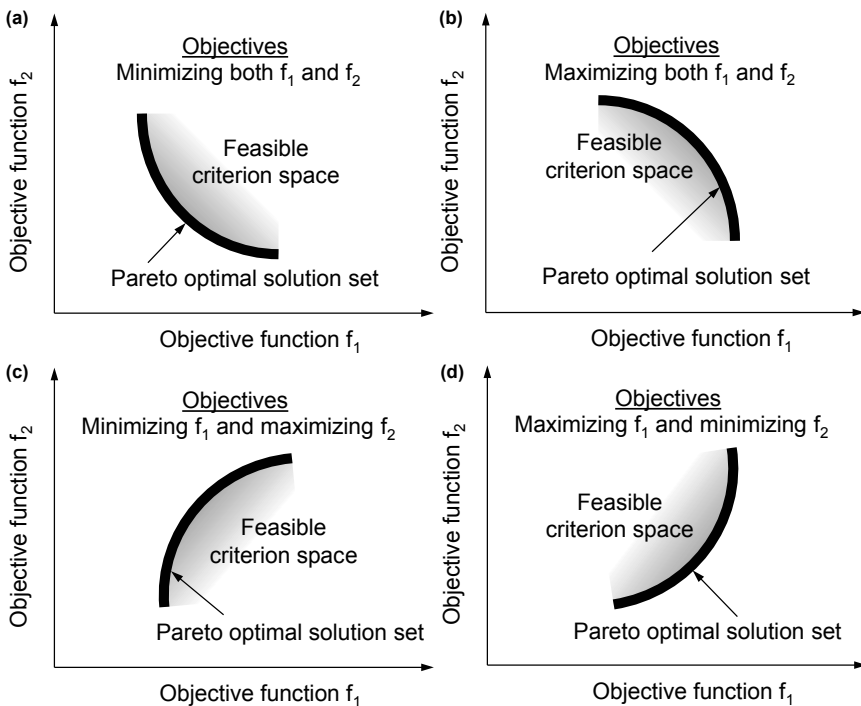 (a)
Objectives
Minimizing both f₁ and f₂
Feasible
criterion space
Pareto optimal solution set
Objective function f₂
Objective function f₁
(b)
Objectives
Maximizing both f₁ and f₂
Feasible
criterion space
Pareto optimal solution set
Objective function f₂
Objective function f₁
(c)
Objectives
Minimizing f₁ and maximizing f₂
Feasible
criterion space
Pareto optimal solution set
Objective function f₂
Objective function f₁
(d)
Objectives
Maximizing f₁ and minimizing f₂
Feasible
criterion space
Pareto optimal solution set
Objective function f₂
Objective function f₁